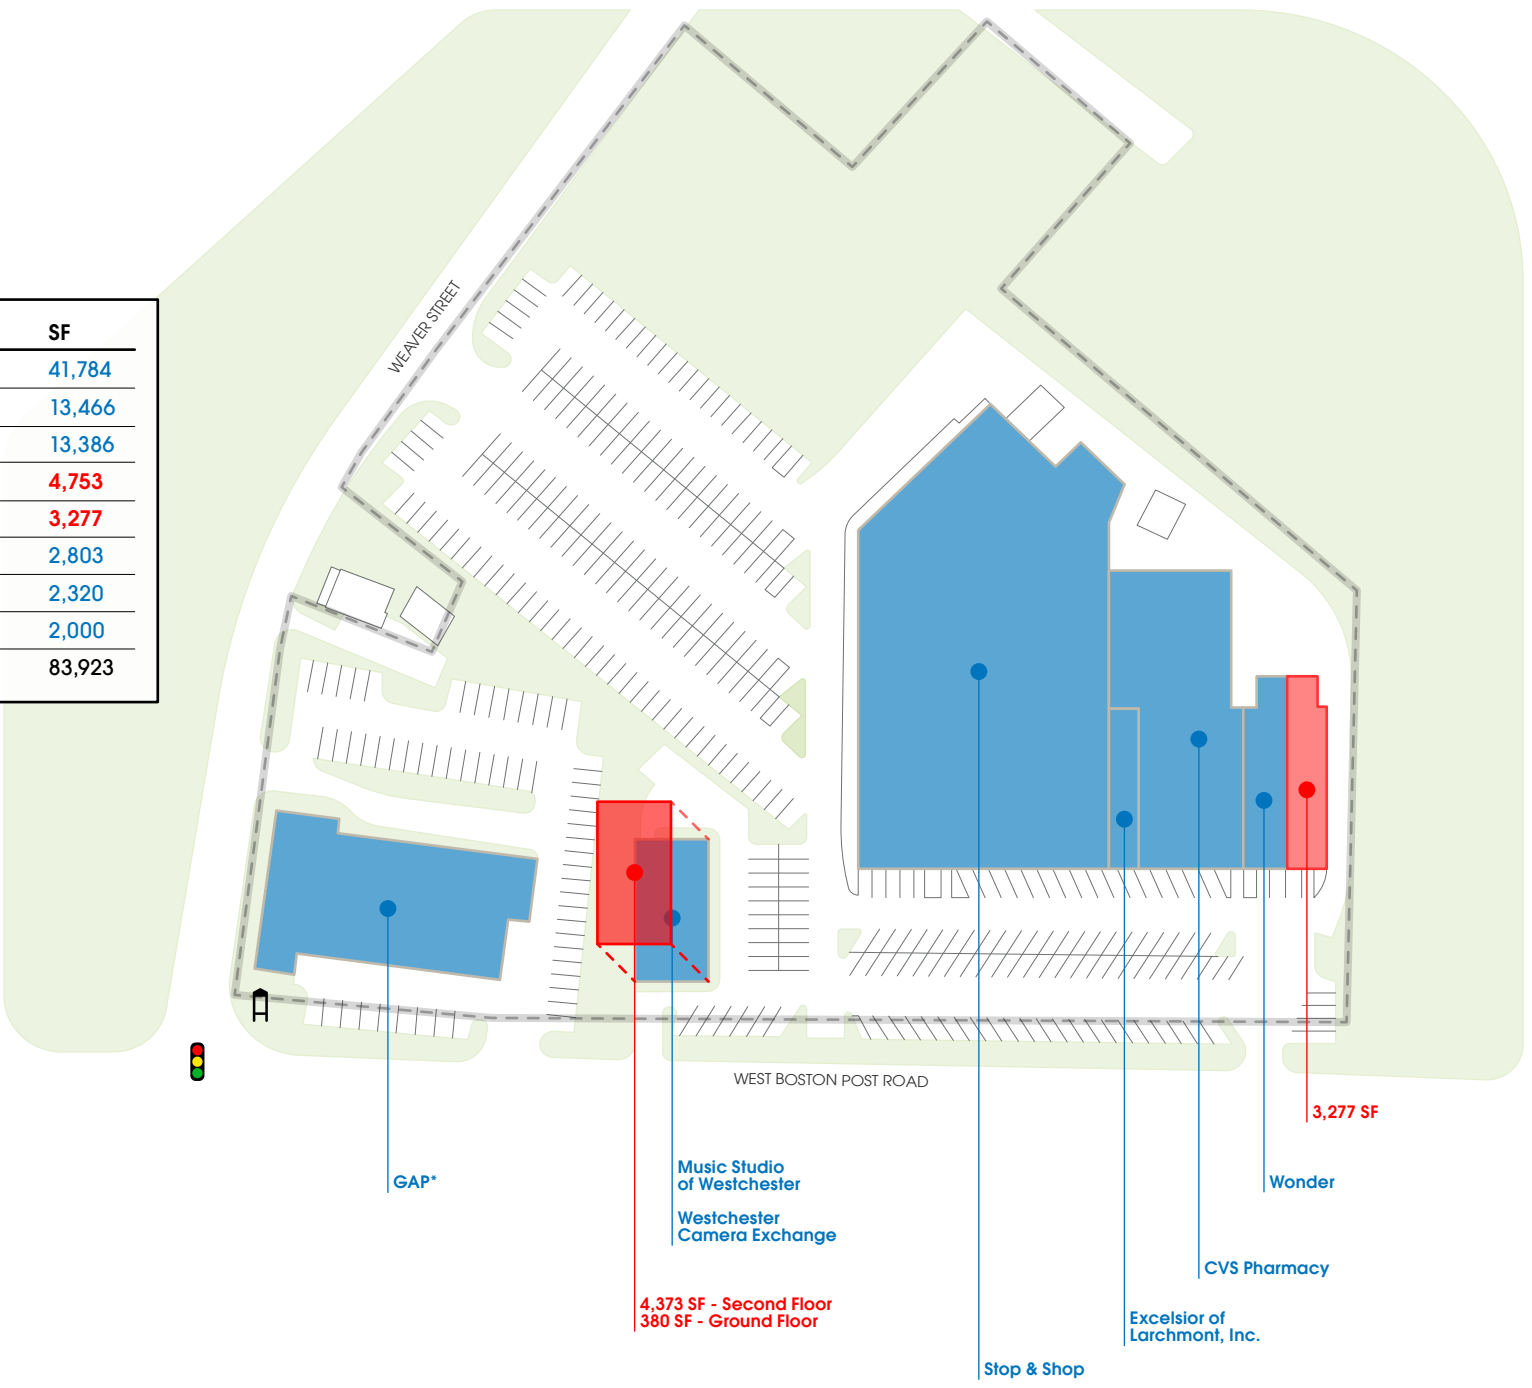 SF
41,784
13,466
13,386
4,753
3,277
2,803
2,320
2,000
83,923
WEAVER STREET
WEST BOSTON POST ROAD
3,277 SF
Music Studio
of Westchester
GAP*
Wonder
Westchester
Camera Exchange
CVS Pharmacy
4,373 SF - Second Floor
380 SF - Ground Floor
Excelsior of
Larchmont, Inc.
Stop & Shop